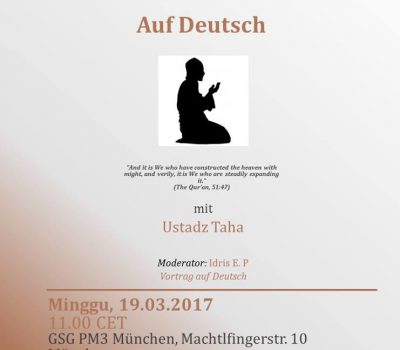 Auf Deutsch
"And it is We who have constructed the heaven with
might, and verily, it is We who are steadily expanding
it."
(The Qur'an, 51:47)
mit
Ustadz Taha
Moderator: Idris E. P
Vortrag auf Deutsch
Minggu, 19.03.2017
11.00 CET
GSG PM3 München, Machtlfingerstr. 10